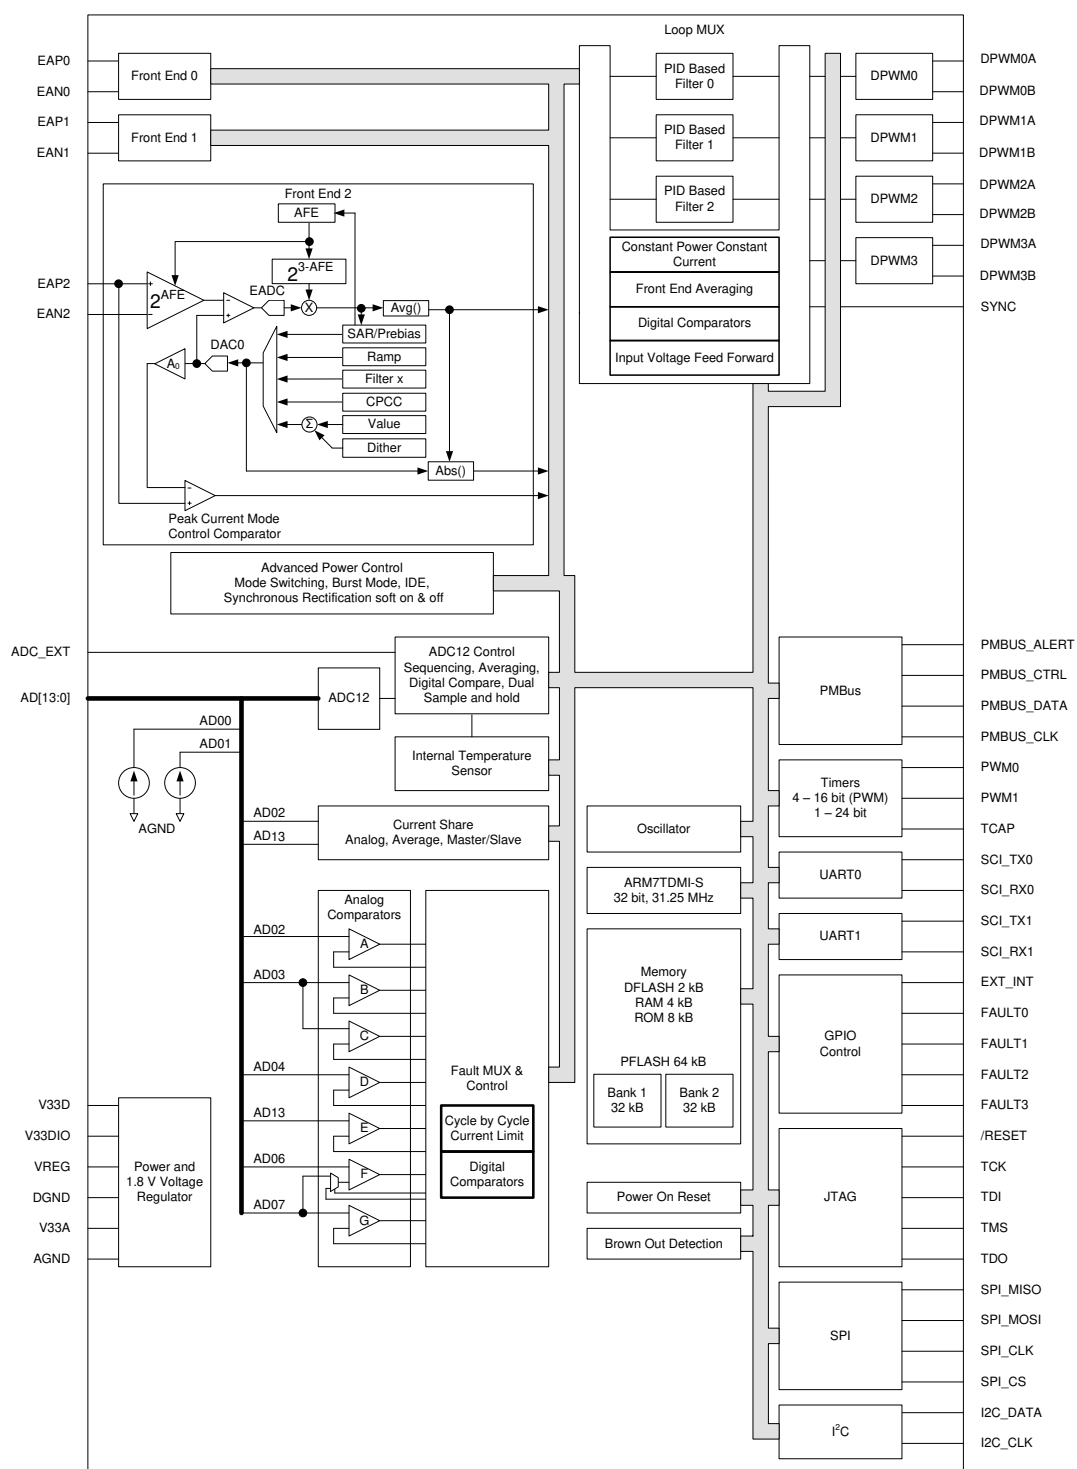 Loop MUX
EAP0
EAN0
EAP1
EAN1
Front End 0
Front End 1
PID Based
Filter 0
PID Based
Filter 1
PID Based
Filter 2
DPWM0
DPWM1
DPWM2
DPWM3
DPWM0A
DPWM0B
DPWM1A
DPWM1B
DPWM2A
DPWM2B
DPWM3A
DPWM3B
SYNC
Constant Power Constant
Current
Front End Averaging
Digital Comparators
Input Voltage Feed Forward
Front End 2
AFE
2^3-AFE
EAP2
EAN2
+
−
2^AFE
−
+
EADC
X
Avg()
SAR/Prebias
Ramp
Filter x
CPCC
Value
Dither
Σ
DAC0
A0
Abs()
−
+
Peak Current Mode
Control Comparator
Advanced Power Control
Mode Switching, Burst Mode, IDE,
Synchronous Rectification soft on & off
ADC_EXT
AD[13:0]
ADC12
ADC12 Control
Sequencing, Averaging,
Digital Compare, Dual
Sample and hold
Internal Temperature
Sensor
AD00
AD01
AGND
AD02
AD13
Current Share
Analog, Average, Master/Slave
Analog
Comparators
AD02
AD03
AD04
AD13
AD06
AD07
A
B
C
D
E
F
G
Fault MUX &
Control
Cycle by Cycle
Current Limit
Digital
Comparators
V33D
V33DIO
VREG
DGND
V33A
AGND
Power and
1.8 V Voltage
Regulator
Oscillator
ARM7TDMI-S
32 bit, 31.25 MHz
Memory
DFLASH 2 kB
RAM 4 kB
ROM 8 kB
PFLASH 64 kB
Bank 1
32 kB
Bank 2
32 kB
Power On Reset
Brown Out Detection
PMBus
PMBUS_ALERT
PMBUS_CTRL
PMBUS_DATA
PMBUS_CLK
Timers
4 – 16 bit (PWM)
1 – 24 bit
PWM0
PWM1
TCAP
UART0
SCI_TX0
SCI_RX0
UART1
SCI_TX1
SCI_RX1
GPIO
Control
EXT_INT
FAULT0
FAULT1
FAULT2
FAULT3
JTAG
/RESET
TCK
TDI
TMS
TDO
SPI
SPI_MISO
SPI_MOSI
SPI_CLK
SPI_CS
I²C
I2C_DATA
I2C_CLK